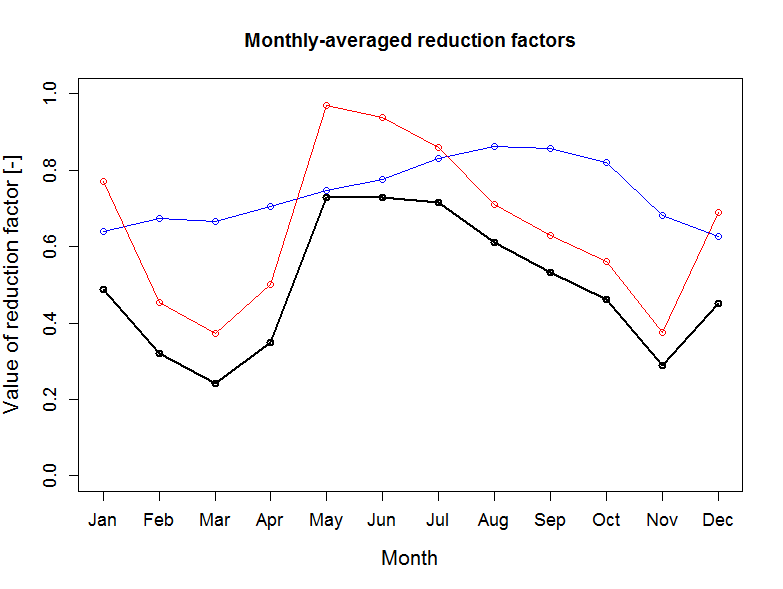 Monthly-averaged reduction factors
Value of reduction factor [-]
1.0
0.8
0.6
0.4
0.2
0.0
Jan Feb Mar Apr May Jun Jul Aug Sep Oct Nov Dec
Month